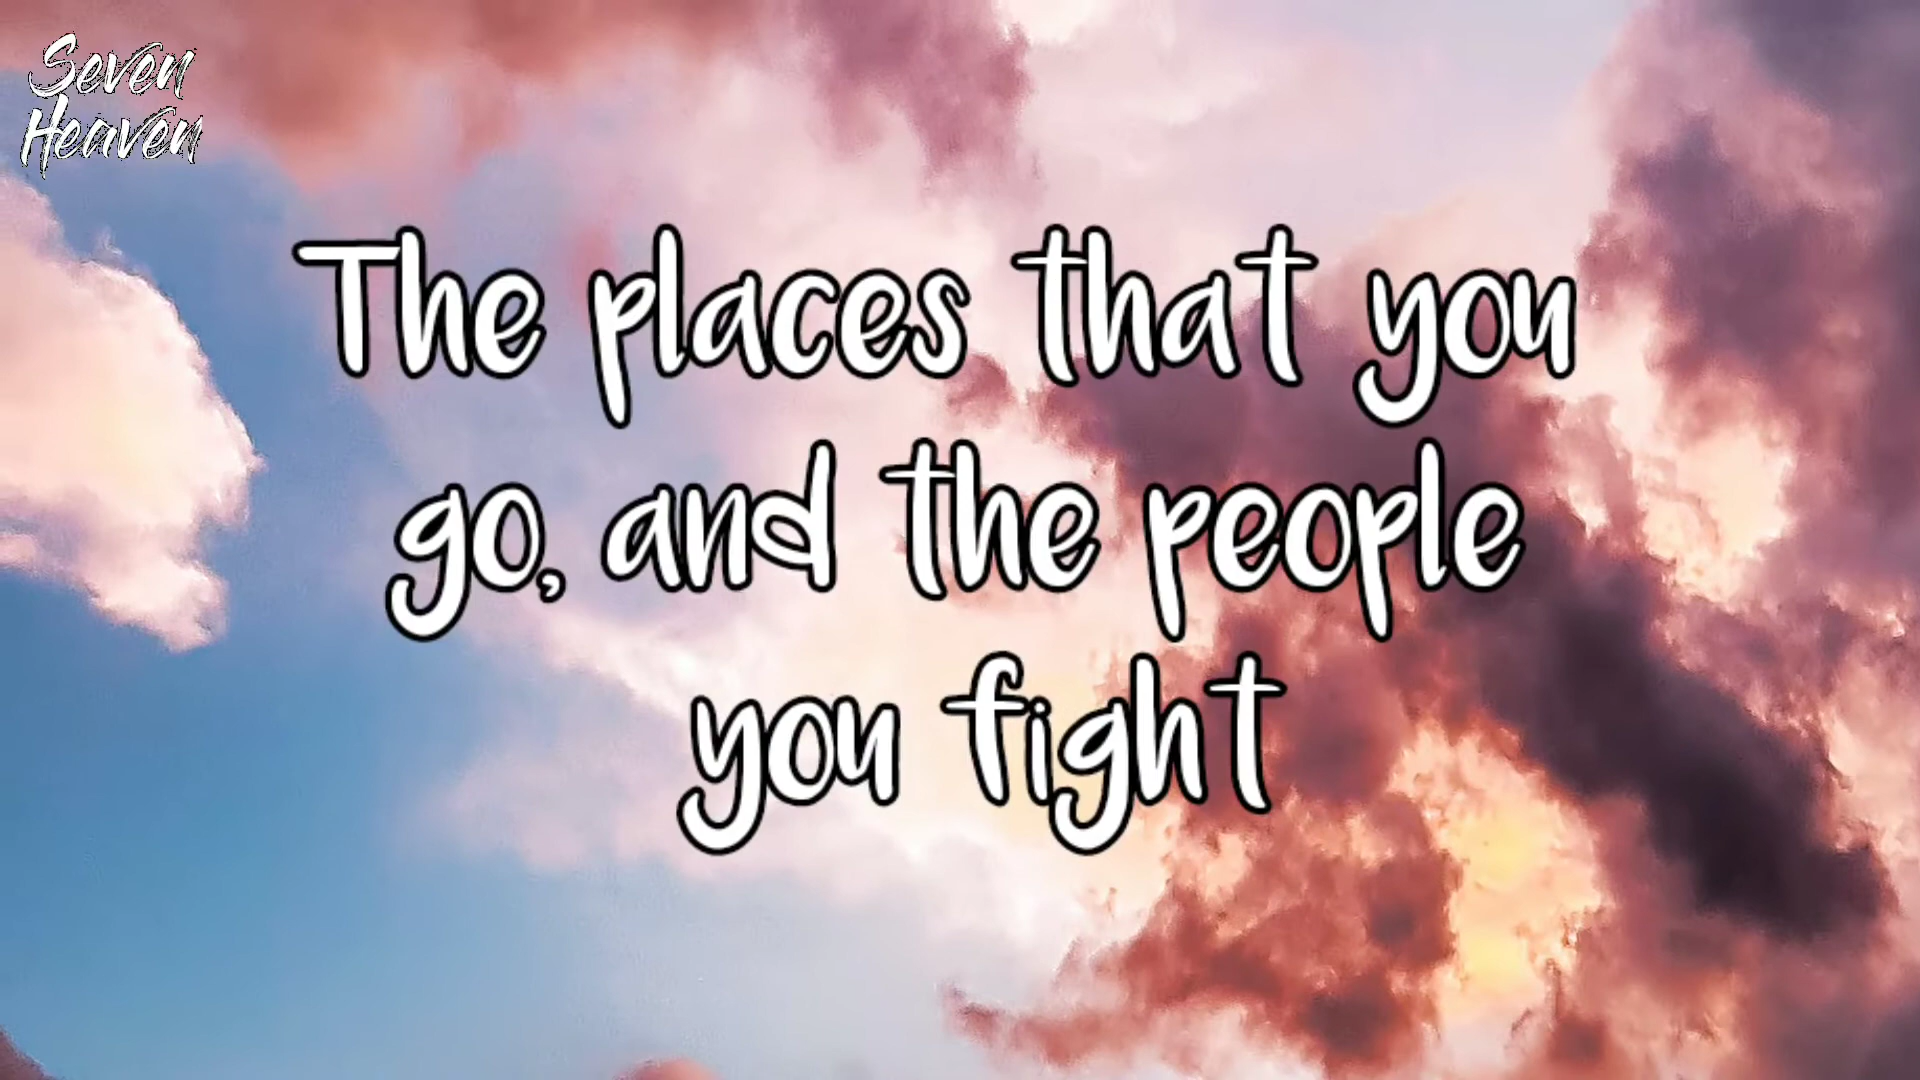 Seven
Heaven
The places that you
go, and the people
you fight